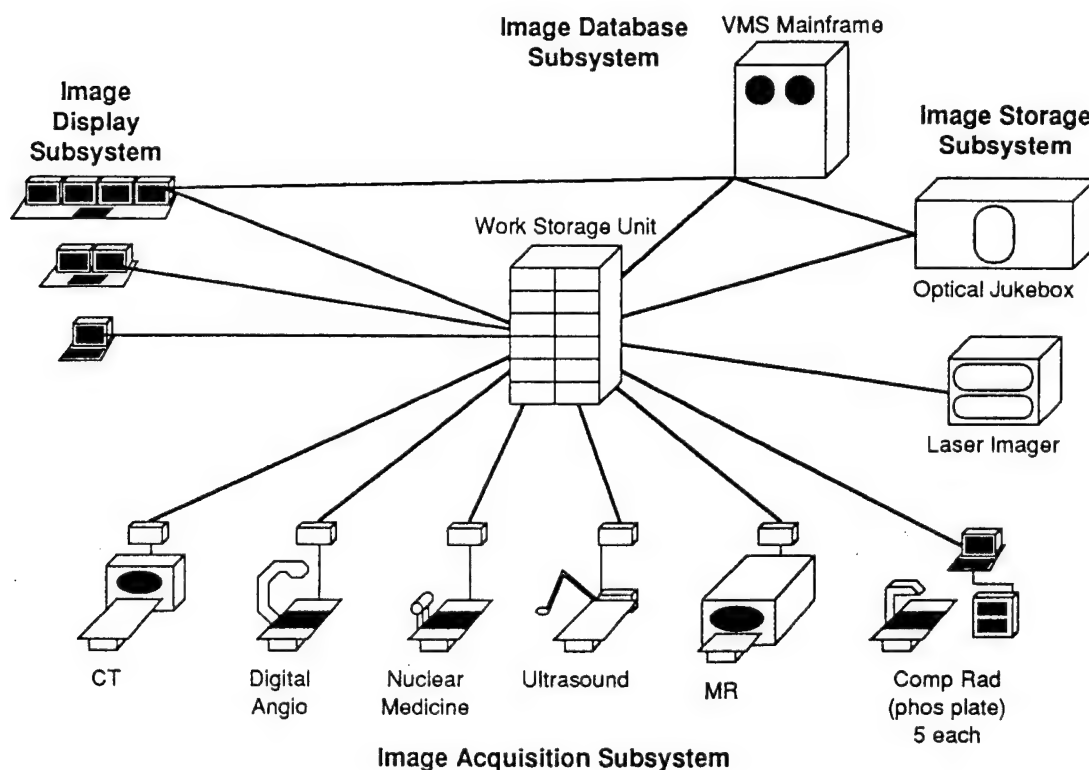 Image Database
Subsystem
VMS Mainframe
Image
Display
Subsystem
Image Storage
Subsystem
Work Storage Unit
Optical Jukebox
Laser Imager
CT
Digital
Angio
Nuclear
Medicine
Ultrasound
MR
Comp Rad
(phos plate)
5 each
Image Acquisition Subsystem